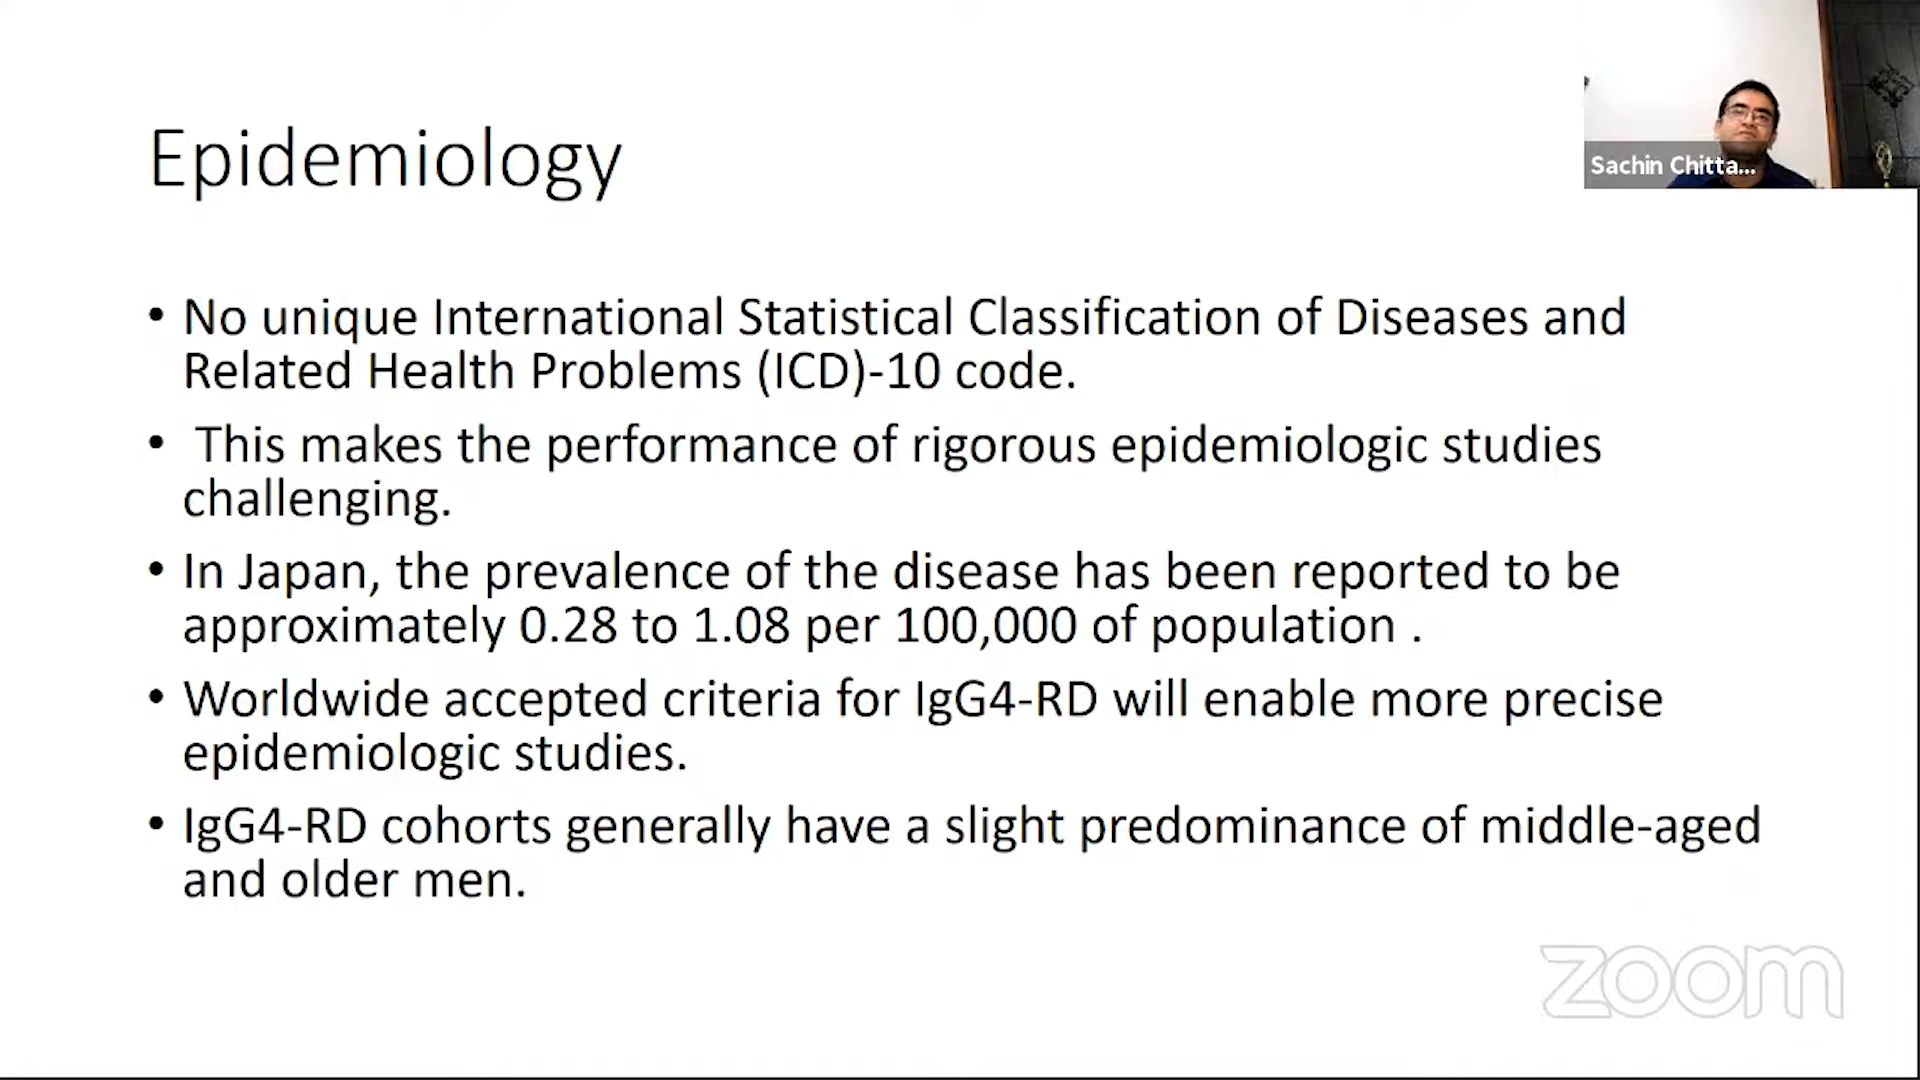 Epidemiology
Sachin Chitta...
• No unique International Statistical Classification of Diseases and
Related Health Problems (ICD)-10 code.
• This makes the performance of rigorous epidemiologic studies
challenging.
• In Japan, the prevalence of the disease has been reported to be
approximately 0.28 to 1.08 per 100,000 of population .
• Worldwide accepted criteria for IgG4-RD will enable more precise
epidemiologic studies.
• IgG4-RD cohorts generally have a slight predominance of middle-aged
and older men.
zoom